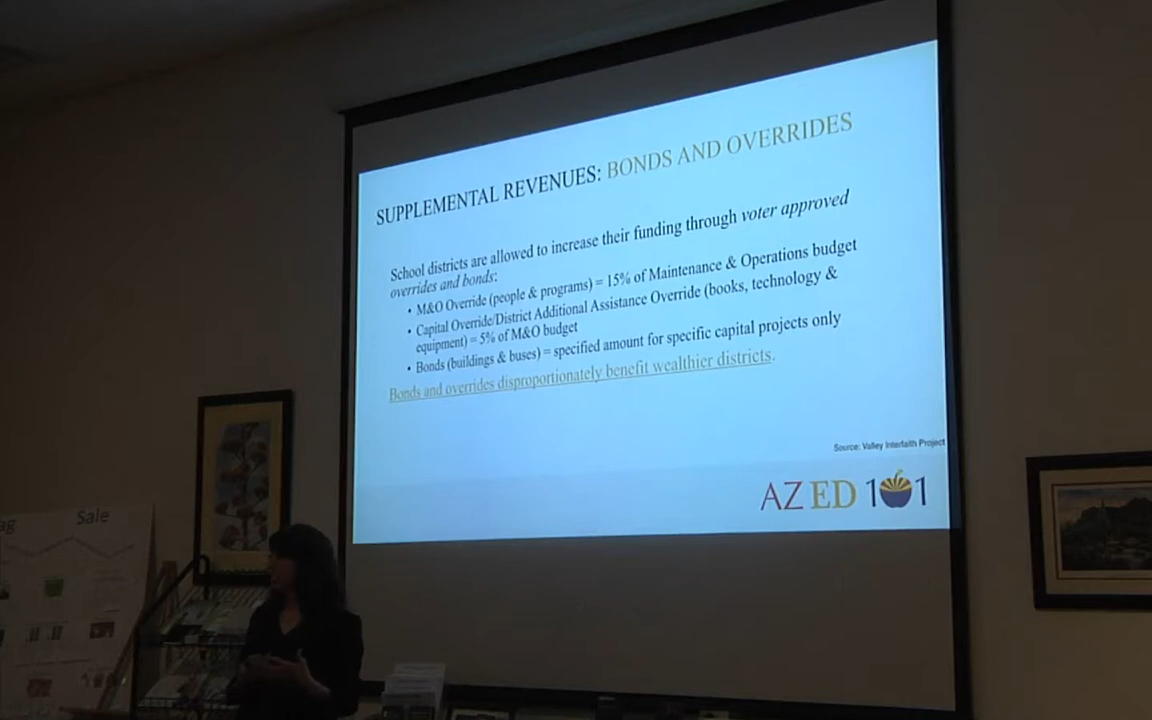 SUPPLEMENTAL REVENUES: BONDS AND OVERRIDES
School districts are allowed to increase their funding through voter approved
overrides and bonds:
• M&O Override (people & programs) = 15% of Maintenance & Operations budget
• Capital Override/District Additional Assistance Override (books, technology &
equipment) = 5% of M&O budget
• Bonds (buildings & buses) = specified amount for specific capital projects only
Bonds and overrides disproportionately benefit wealthier districts.
Source: Valley Interfaith Project
AZ ED 101
ag Sale